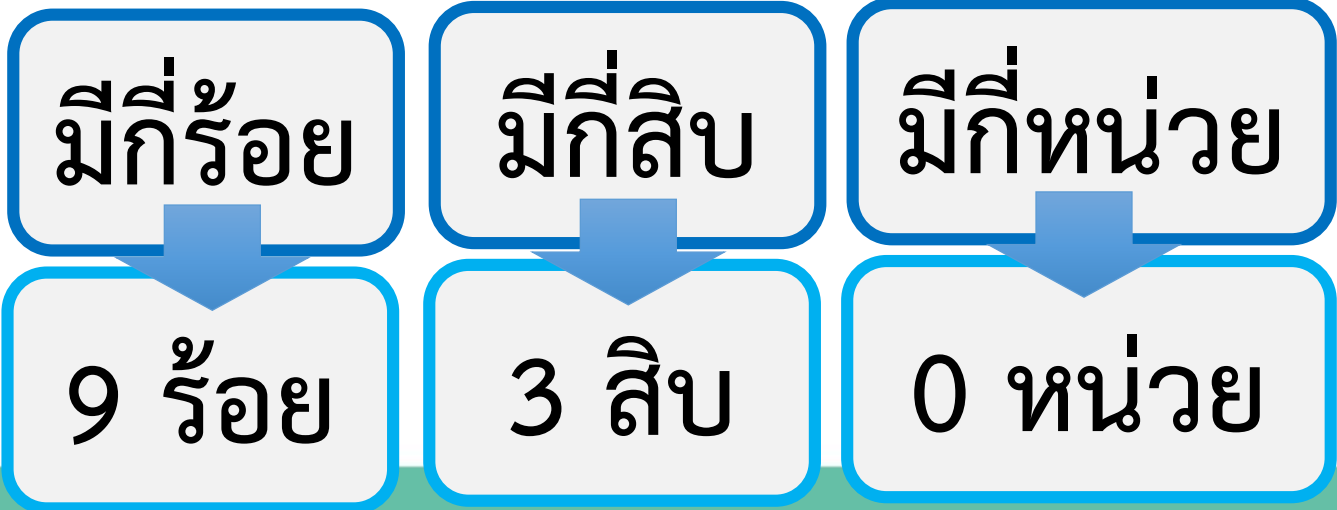 มีกี่ร้อย
มีกี่สิบ
มีกี่หน่วย
9 ร้อย
3 สิบ
0 หน่วย